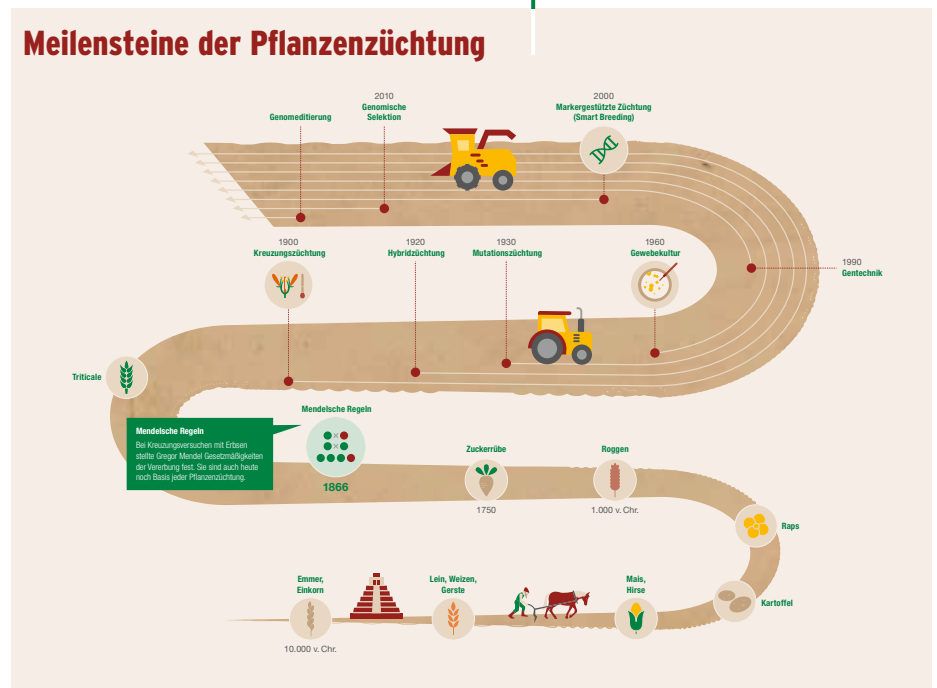 Meilensteine der Pflanzenzüchtung
2010
2000
Genomeditierung
Genomische
Selektion
Markergestützte Züchtung
(Smart Breeding)
1900
Kreuzungszüchtung
1920
Hybridzüchtung
1930
Mutationszüchtung
1960
Gewebekultur
1990
Gentechnik
Triticale
Mendelsche Regeln
Mendelsche Regeln
Bei Kreuzungsversuchen mit Erbsen
stellte Gregor Mendel Gesetzmäßigkeiten
der Vererbung fest. Sie sind auch heute
noch Basis jeder Pflanzenzüchtung.
×
×
1866
Zuckerrübe
1750
Roggen
1.000 v. Chr.
Raps
Kartoffel
Emmer,
Einkorn
10.000 v. Chr.
Lein, Weizen,
Gerste
Mais,
Hirse